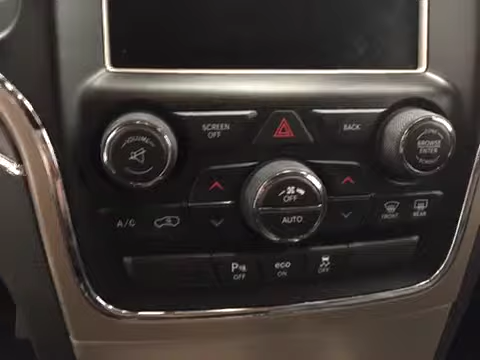 VOLUME
SCREEN
OFF
BACK
BROWSE
ENTER
OFF
AUTO
A/C
FRONT
REAR
P
OFF
eco
ON
OFF